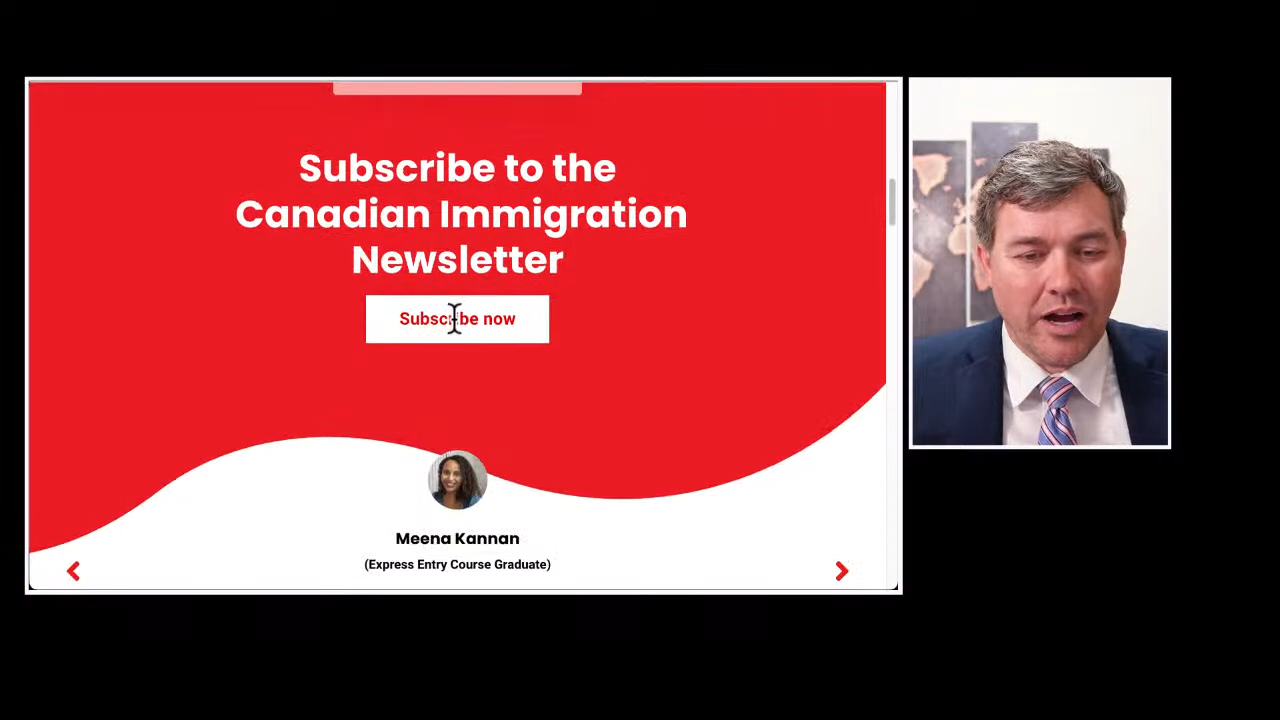 Subscribe to the
Canadian Immigration
Newsletter
Subscribe now
Meena Kannan
(Express Entry Course Graduate)